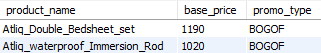 product_name base_price promo_type
Atliq_Double_Bedsheet_set 1190 BOGOF
Atliq_waterproof_Immersion_Rod 1020 BOGOF